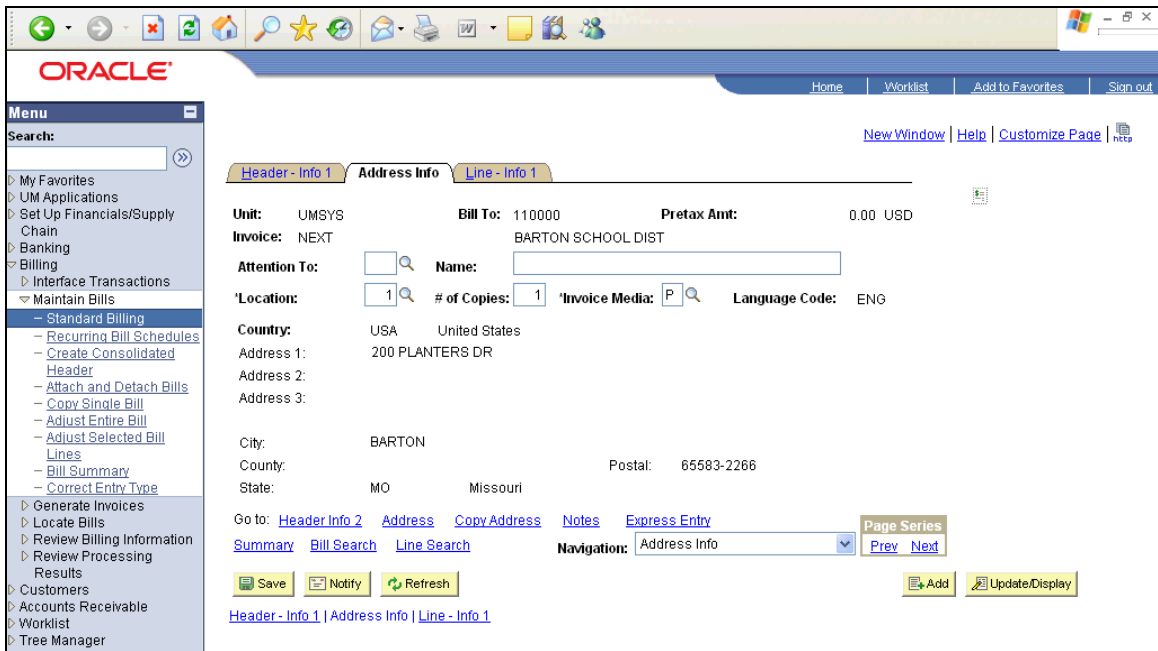 ORACLE
Home | Worklist | Add to Favorites | Sign out
Menu
Search:
My Favorites
UM Applications
Set Up Financials/Supply
Chain
Banking
Billing
Interface Transactions
Maintain Bills
– Standard Billing
– Recurring Bill Schedules
– Create Consolidated
Header
– Attach and Detach Bills
– Copy Single Bill
– Adjust Entire Bill
– Adjust Selected Bill
Lines
– Bill Summary
– Correct Entry Type
Generate Invoices
Locate Bills
Review Billing Information
Review Processing
Results
Customers
Accounts Receivable
Worklist
Tree Manager
New Window | Help | Customize Page | http
Header - Info 1 Address Info Line - Info 1
Unit: UMSYS Bill To: 110000 Pretax Amt: 0.00 USD
Invoice: NEXT BARTON SCHOOL DIST
Attention To: Name:
*Location: 1 # of Copies: 1 *Invoice Media: P Language Code: ENG
Country: USA United States
Address 1: 200 PLANTERS DR
Address 2:
Address 3:
City: BARTON
County: Postal: 65583-2266
State: MO Missouri
Go to: Header Info 2 Address Copy Address Notes Express Entry
Summary Bill Search Line Search Navigation: Address Info
Page Series
Prev Next
Save Notify Refresh Add Update/Display
Header - Info 1 | Address Info | Line - Info 1